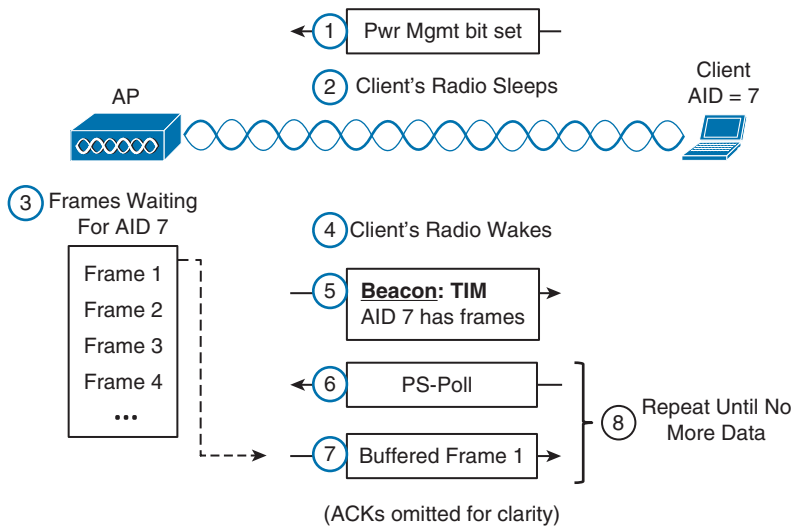 1 Pwr Mgmt bit set
2 Client's Radio Sleeps
AP
Client
AID = 7
3 Frames Waiting
For AID 7
Frame 1
Frame 2
Frame 3
Frame 4
...
4 Client's Radio Wakes
5 Beacon: TIM
AID 7 has frames
6 PS-Poll
7 Buffered Frame 1
8 Repeat Until No
More Data
(ACKs omitted for clarity)